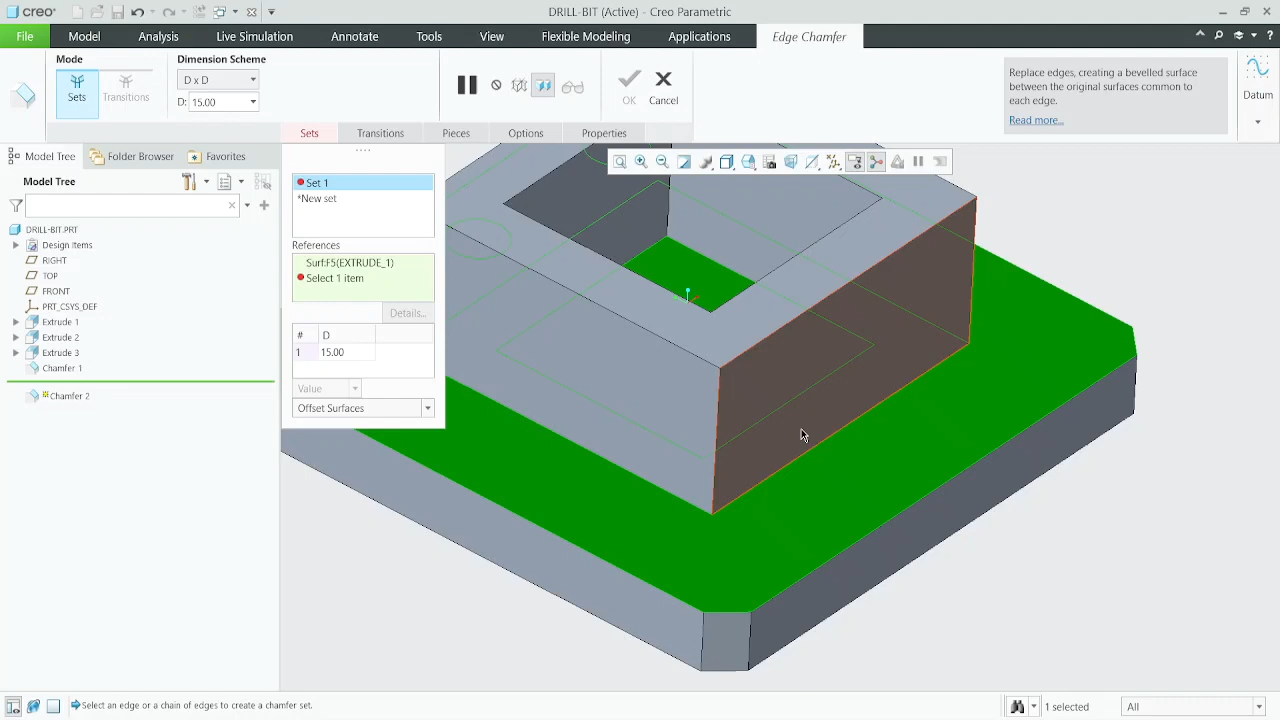 creo
DRILL-BIT (Active) - Creo Parametric
File
Model
Analysis
Live Simulation
Annotate
Tools
View
Flexible Modeling
Applications
Edge Chamfer
Mode
Sets
Transitions
Dimension Scheme
D x D
D: 15.00
OK
Cancel
Replace edges, creating a bevelled surface
between the original surfaces common to
each edge.
Read more...
Datum
Sets
Transitions
Pieces
Options
Properties
Model Tree
Folder Browser
Favorites
Model Tree
DRILL-BIT.PRT
Design Items
RIGHT
TOP
FRONT
PRT_CSYS_DEF
Extrude 1
Extrude 2
Extrude 3
Chamfer 1
Chamfer 2
Set 1
*New set
References
Surf:F5(EXTRUDE_1)
Select 1 item
Details...
# D
1 15.00
Value
Offset Surfaces
Select an edge or a chain of edges to create a chamfer set.
1 selected
All